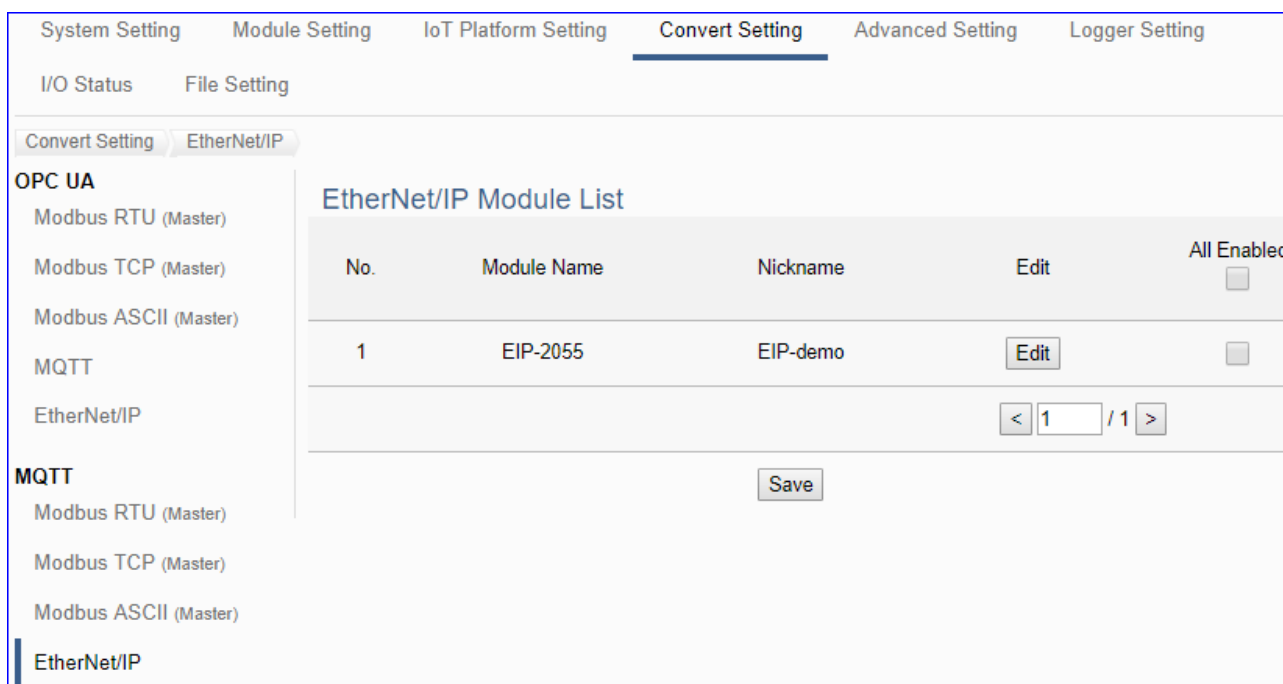 System Setting Module Setting IoT Platform Setting Convert Setting Advanced Setting Logger Setting
I/O Status File Setting
Convert Setting EtherNet/IP
OPC UA
Modbus RTU (Master)
Modbus TCP (Master)
Modbus ASCII (Master)
MQTT
EtherNet/IP
MQTT
Modbus RTU (Master)
Modbus TCP (Master)
Modbus ASCII (Master)
EtherNet/IP
EtherNet/IP Module List
No. Module Name Nickname Edit All Enabled
1 EIP-2055 EIP-demo Edit
< 1 / 1 >
Save